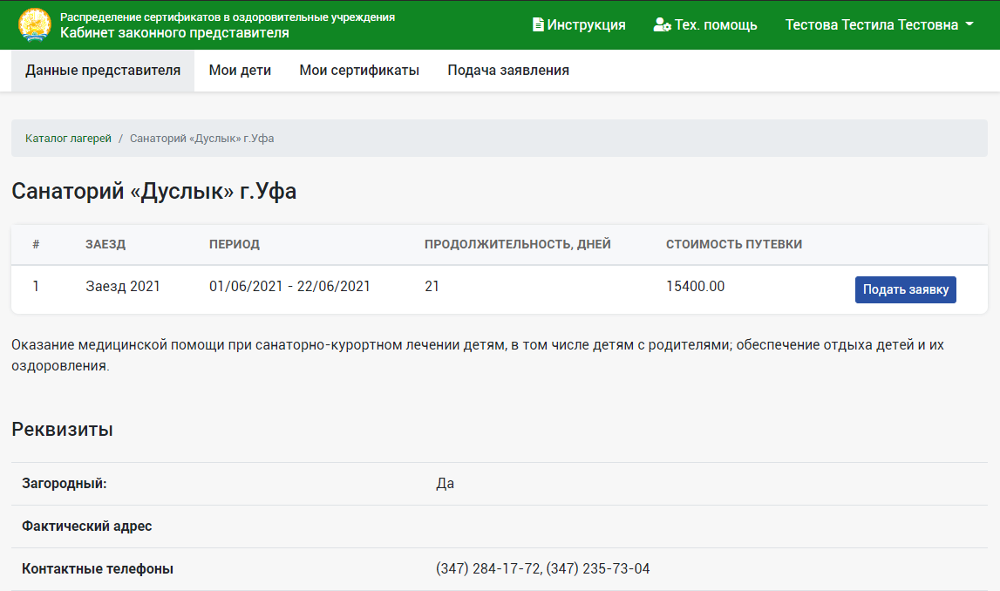 Распределение сертификатов в оздоровительные учреждения
Кабинет законного представителя
Инструкция
Тех. помощь
Тестова Тестила Тестовна
Данные представителя
Мои дети
Мои сертификаты
Подача заявления
Каталог лагерей / Санаторий «Дуслык» г.Уфа
Санаторий «Дуслык» г.Уфа
# ЗАЕЗД ПЕРИОД ПРОДОЛЖИТЕЛЬНОСТЬ, ДНЕЙ СТОИМОСТЬ ПУТЕВКИ
1 Заезд 2021 01/06/2021 - 22/06/2021 21 15400.00 Подать заявку
Оказание медицинской помощи при санаторно-курортном лечении детям, в том числе детям с родителями; обеспечение отдыха детей и их
оздоровления.
Реквизиты
Загородный: Да
Фактический адрес
Контактные телефоны (347) 284-17-72, (347) 235-73-04